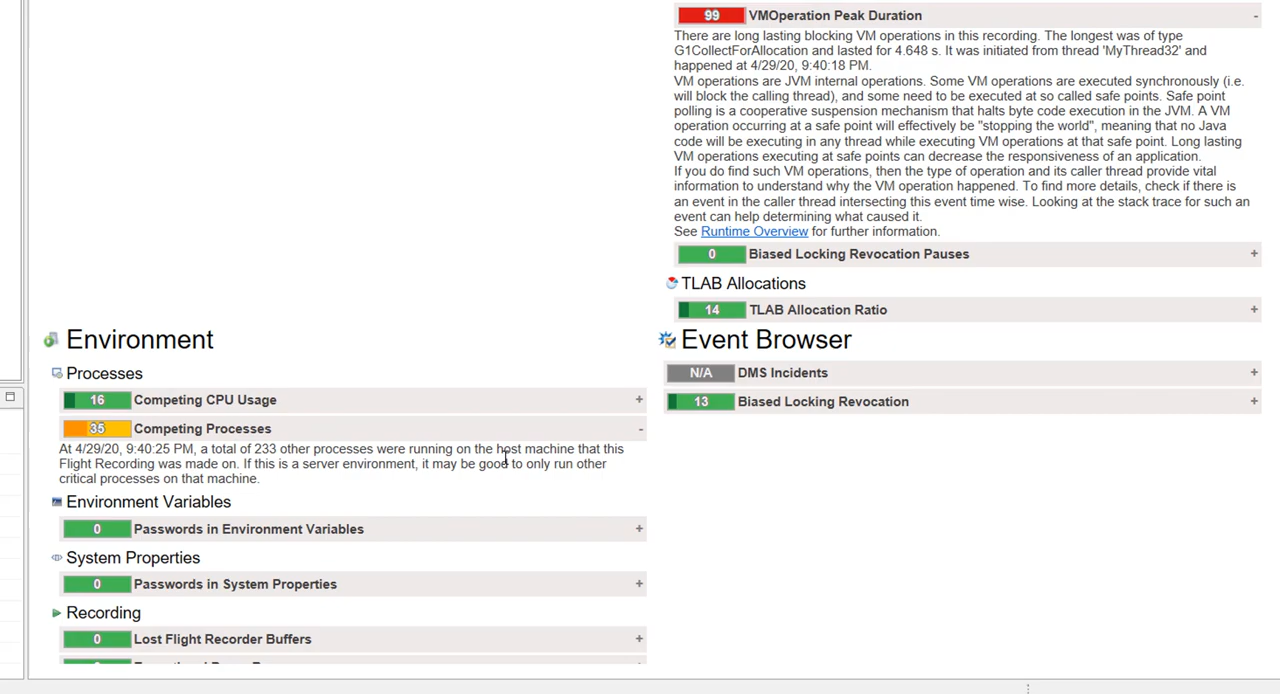 99 VMOperation Peak Duration -
There are long lasting blocking VM operations in this recording. The longest was of type
G1CollectForAllocation and lasted for 4.648 s. It was initiated from thread 'MyThread32' and
happened at 4/29/20, 9:40:18 PM.
VM operations are JVM internal operations. Some VM operations are executed synchronously (i.e.
will block the calling thread), and some need to be executed at so called safe points. Safe point
polling is a cooperative suspension mechanism that halts byte code execution in the JVM. A VM
operation occurring at a safe point will effectively be "stopping the world", meaning that no Java
code will be executing in any thread while executing VM operations at that safe point. Long lasting
VM operations executing at safe points can decrease the responsiveness of an application.
If you do find such VM operations, then the type of operation and its caller thread provide vital
information to understand why the VM operation happened. To find more details, check if there is
an event in the caller thread intersecting this event time wise. Looking at the stack trace for such an
event can help determining what caused it.
See Runtime Overview for further information.
0 Biased Locking Revocation Pauses +
TLAB Allocations
14 TLAB Allocation Ratio +
Environment
Processes
16 Competing CPU Usage +
35 Competing Processes -
At 4/29/20, 9:40:25 PM, a total of 233 other processes were running on the host machine that this
Flight Recording was made on. If this is a server environment, it may be good to only run other
critical processes on that machine.
Environment Variables
0 Passwords in Environment Variables +
System Properties
0 Passwords in System Properties +
Recording
0 Lost Flight Recorder Buffers +
Event Browser
N/A DMS Incidents +
13 Biased Locking Revocation +